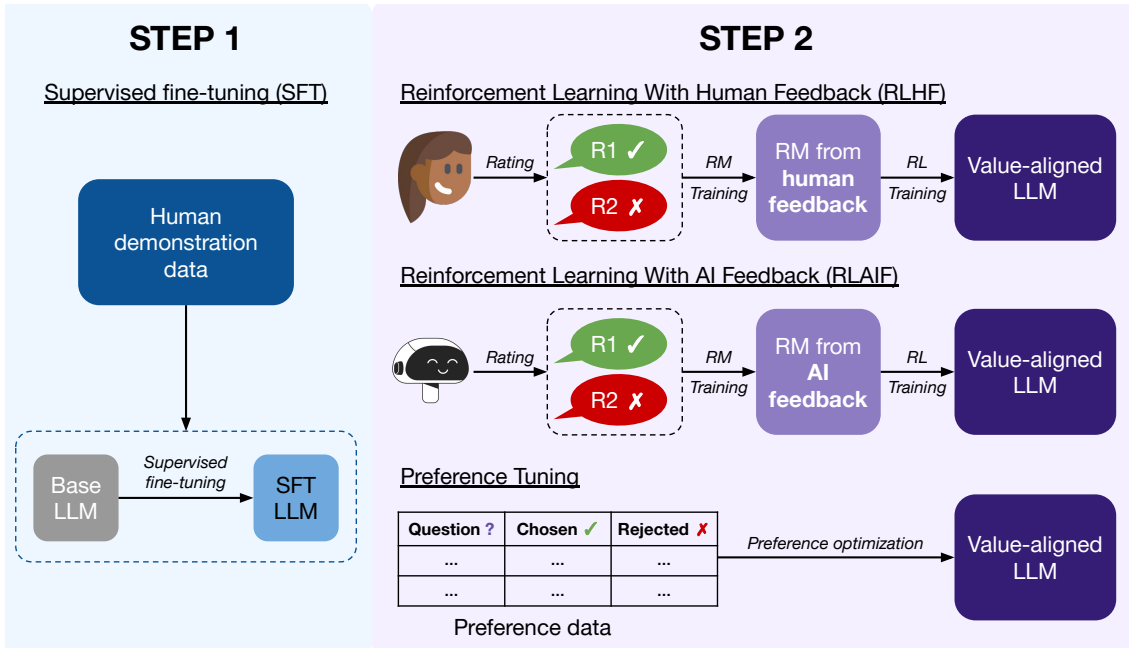 STEP 1
Supervised fine-tuning (SFT)
Human
demonstration
data
Supervised
fine-tuning
Base
LLM
SFT
LLM
STEP 2
Reinforcement Learning With Human Feedback (RLHF)
Rating
R1 ✓
R2 ✗
RM
Training
RM from
human
feedback
RL
Training
Value-aligned
LLM
Reinforcement Learning With AI Feedback (RLAIF)
Rating
R1 ✓
R2 ✗
RM
Training
RM from
AI
feedback
RL
Training
Value-aligned
LLM
Preference Tuning
Question ? Chosen ✓ Rejected ✗
... ... ...
... ... ...
Preference data
Preference optimization
Value-aligned
LLM